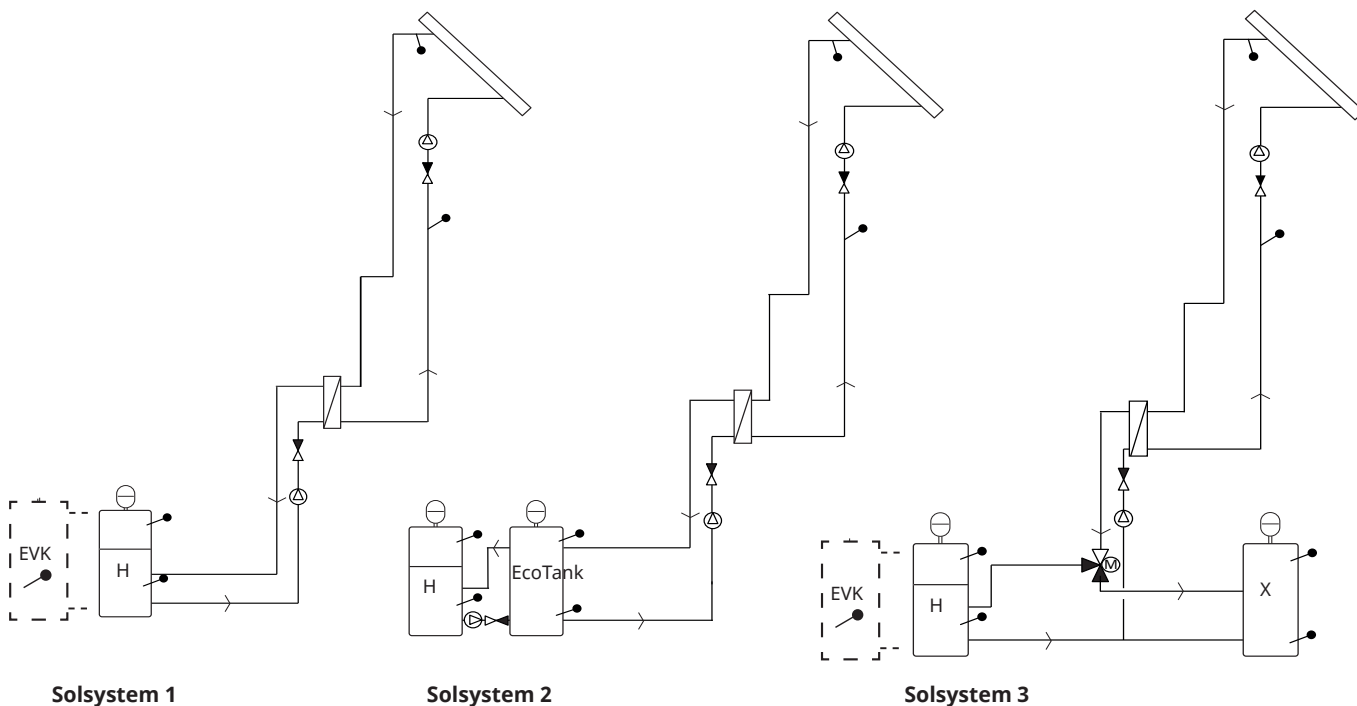 EVK
H
Solsystem 1
H
EcoTank
Solsystem 2
EVK
H
M
X
Solsystem 3